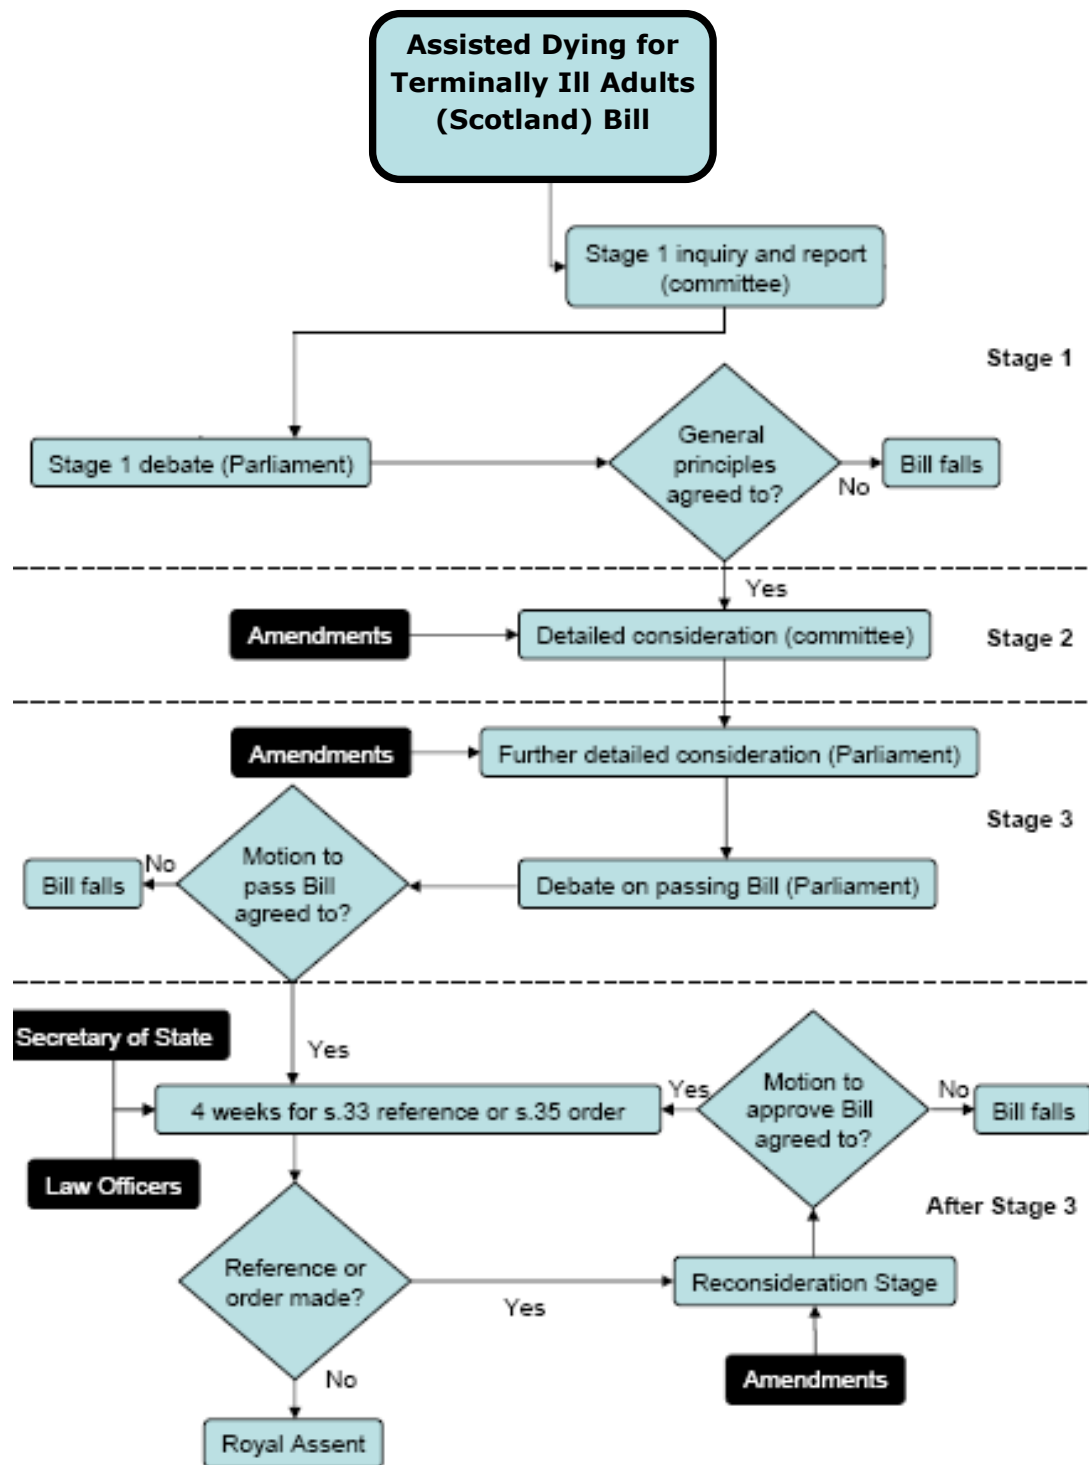 Assisted Dying for
Terminally Ill Adults
(Scotland) Bill
Stage 1 inquiry and report
(committee)
Stage 1
Stage 1 debate (Parliament)
General
principles
agreed to?
No
Bill falls
Yes
Amendments
Detailed consideration (committee)
Stage 2
Amendments
Further detailed consideration (Parliament)
Stage 3
Debate on passing Bill (Parliament)
Motion to
pass Bill
agreed to?
No
Bill falls
Yes
Secretary of State
Law Officers
4 weeks for s.33 reference or s.35 order
Yes
Motion to
approve Bill
agreed to?
No
Bill falls
After Stage 3
Reference or
order made?
Yes
Reconsideration Stage
Amendments
No
Royal Assent